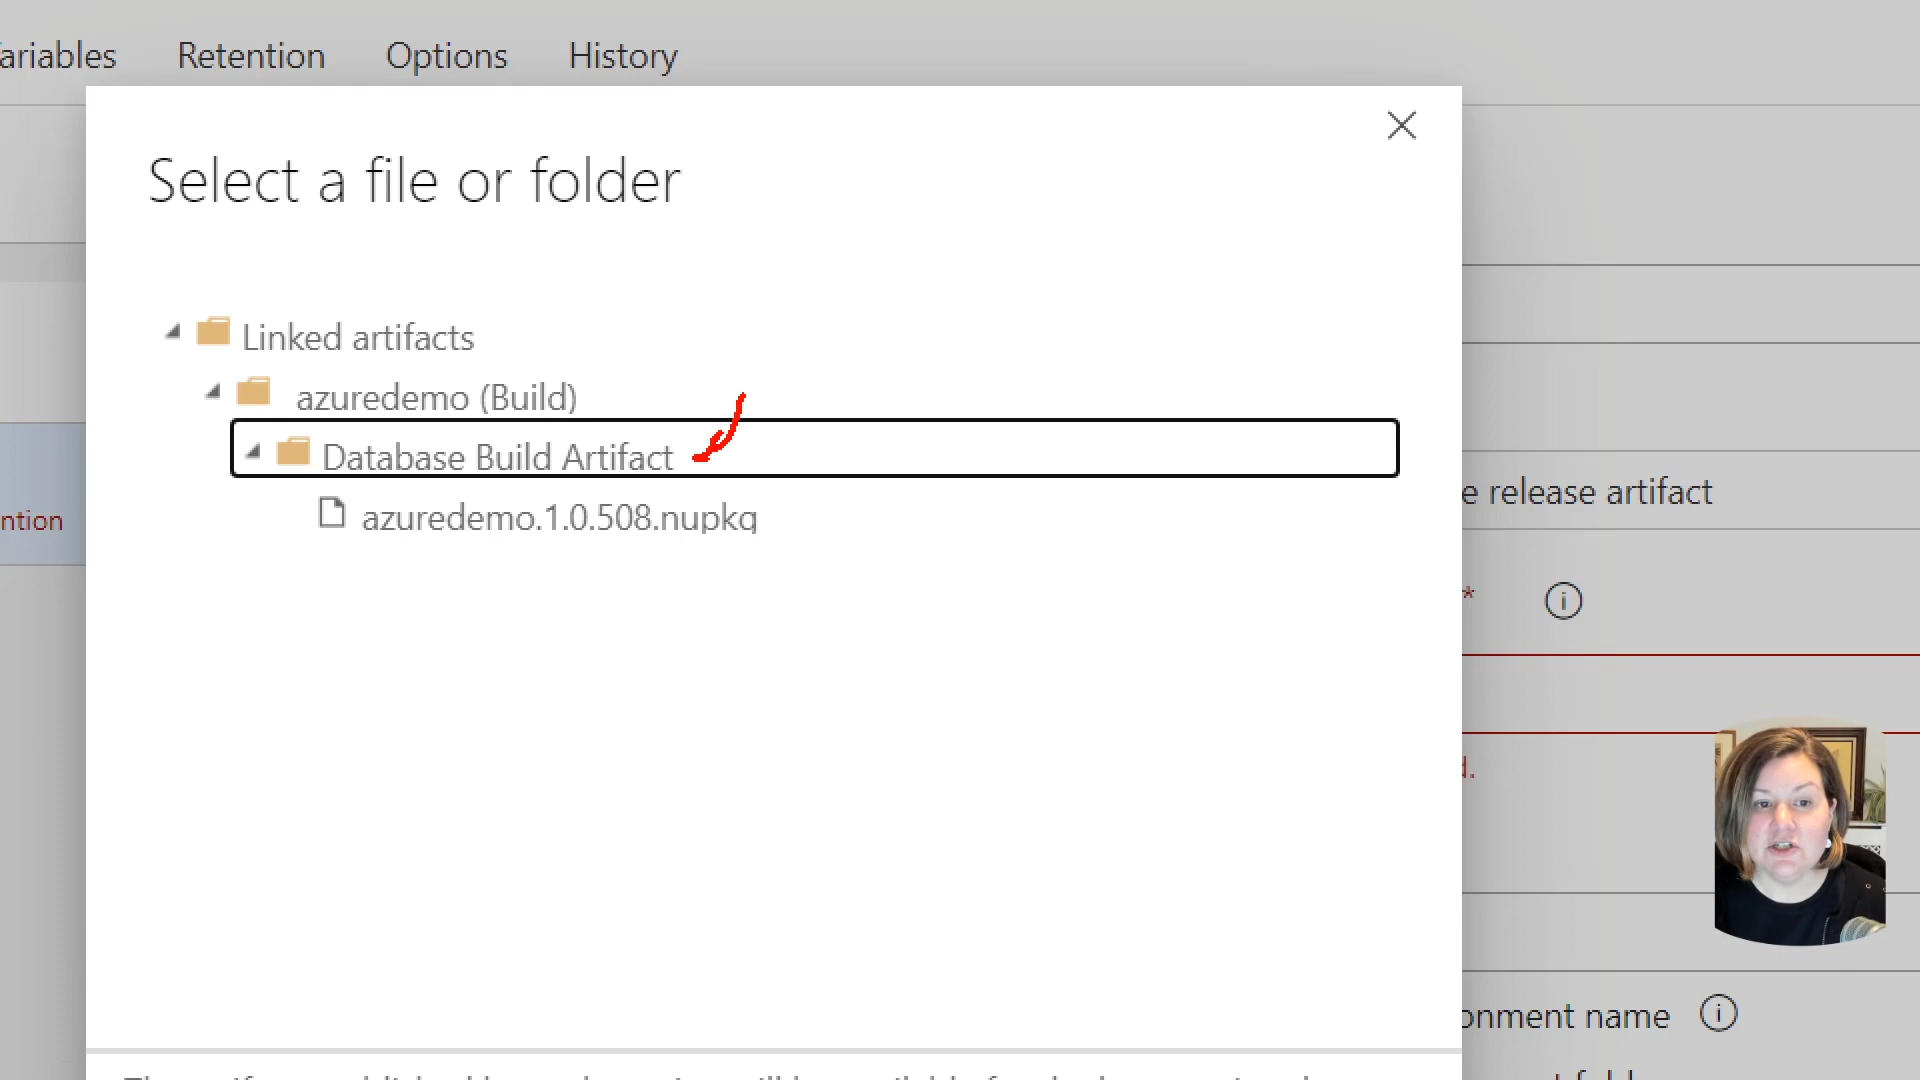 ariables Retention Options History
Select a file or folder
Linked artifacts
azuredemo (Build)
Database Build Artifact
azuredemo.1.0.508.nupkg
e release artifact
*
ntion
d.
onment name